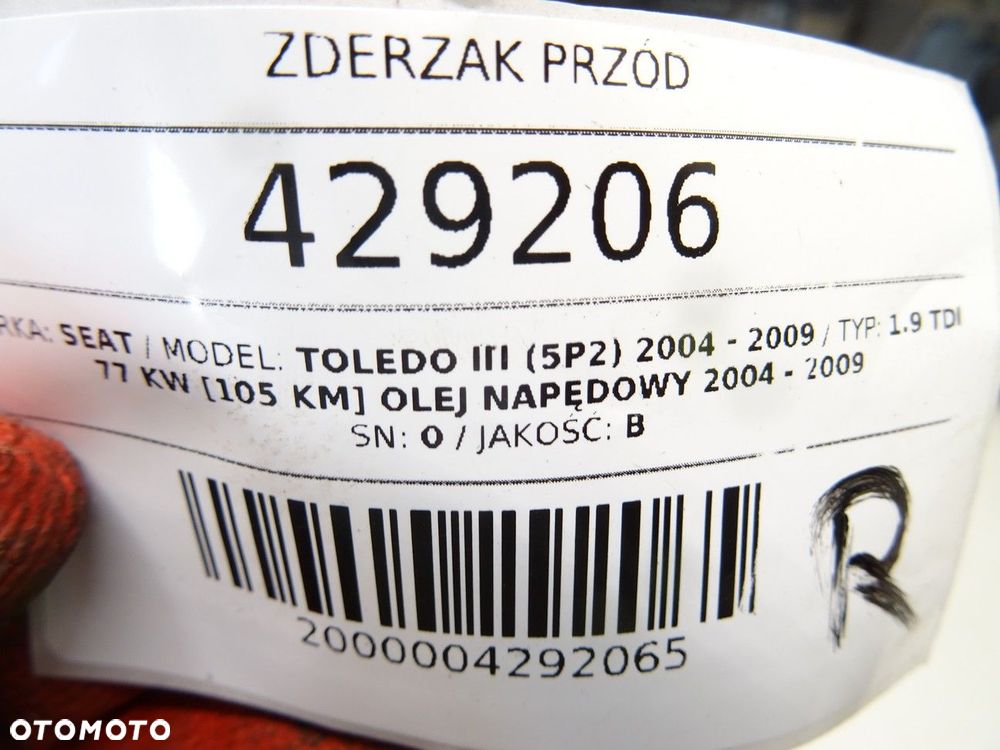 ZDERZAK PRZÓD
429206
RKA: SEAT / MODEL: TOLEDO III (5P2) 2004 - 2009 / TYP: 1.9 TDI
77 KW [105 KM] OLEJ NAPĘDOWY 2004 - 2009
SN: 0 / JAKOŚĆ: B
R
2000004292065
OTOMOTO